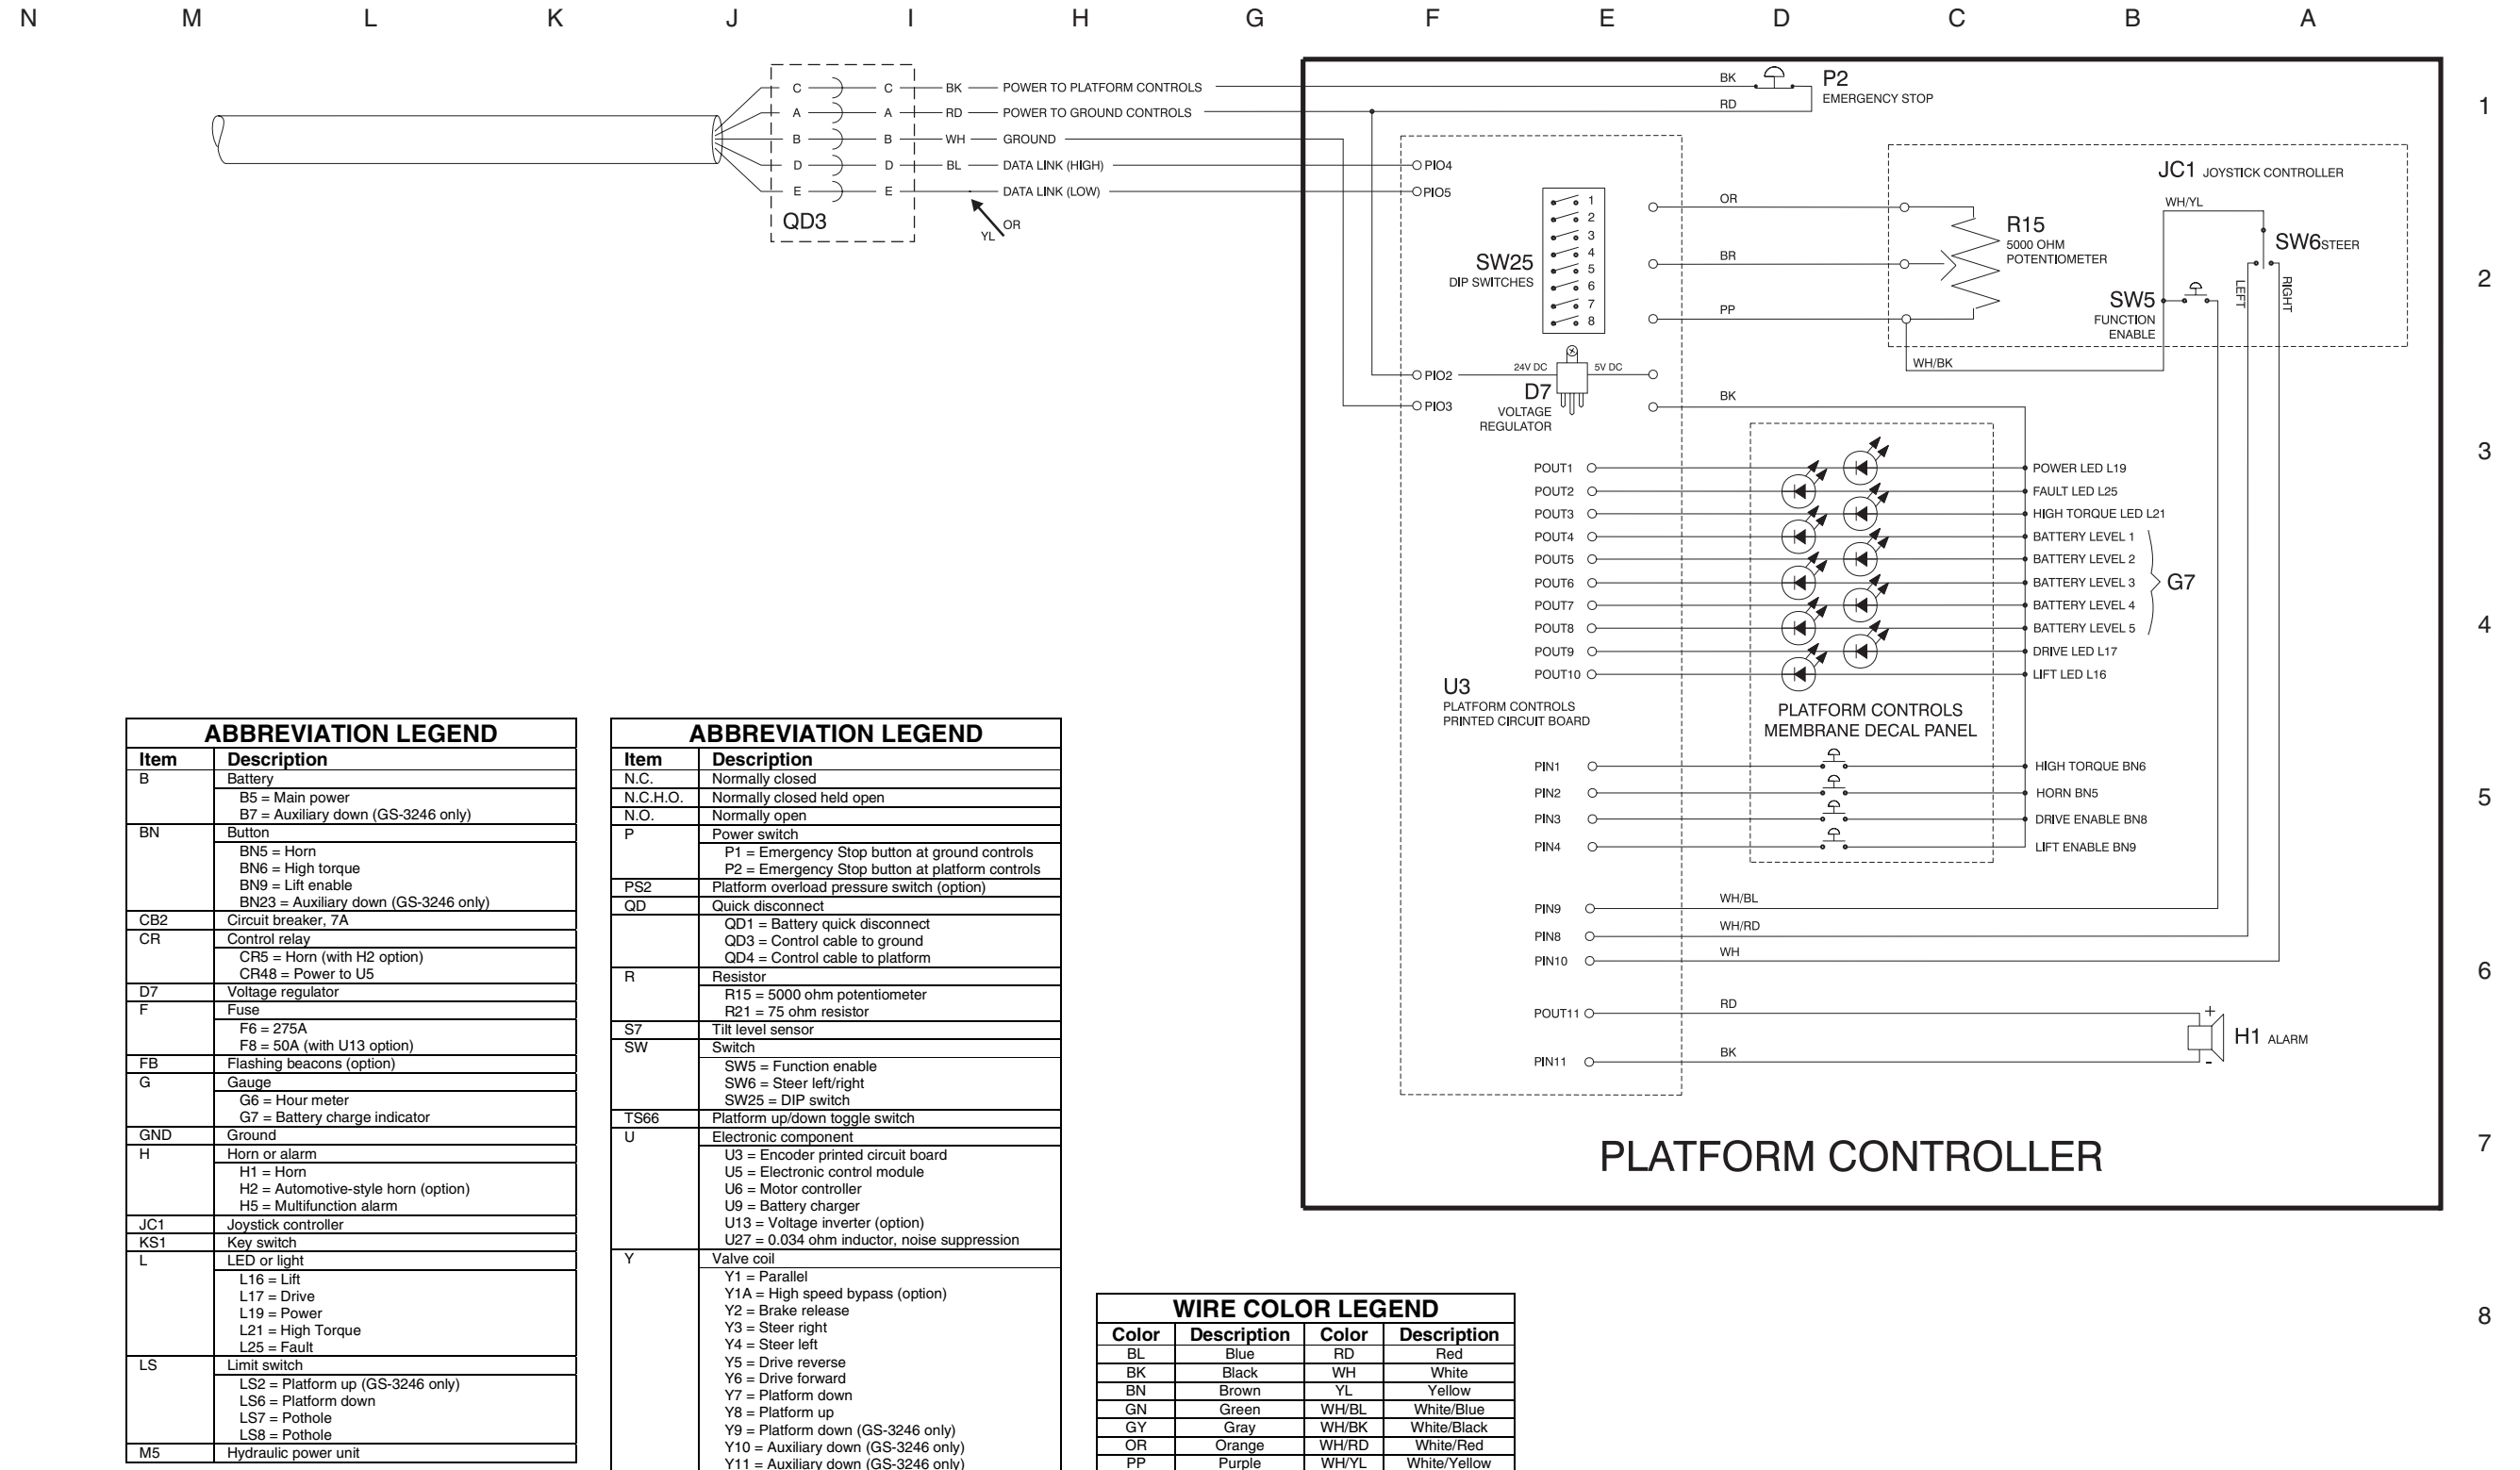 N M L K J I H G F E D C B A
C C BK POWER TO PLATFORM CONTROLS
A A RD POWER TO GROUND CONTROLS
B B WH GROUND
D D BL DATA LINK (HIGH)
E E DATA LINK (LOW)
QD3
YL OR
BK
RD
P2
EMERGENCY STOP
1
PIO4
PIO5
SW25
DIP SWITCHES
1
2
3
4
5
6
7
8
OR
BR
PP
JC1 JOYSTICK CONTROLLER
WH/YL
R15
5000 OHM
POTENTIOMETER
SW6 STEER
LEFT
RIGHT
SW5
FUNCTION
ENABLE
WH/BK
2
PIO2
24V DC
5V DC
PIO3
D7
VOLTAGE
REGULATOR
BK
3
POUT1 POWER LED L19
POUT2 FAULT LED L25
POUT3 HIGH TORQUE LED L21
POUT4 BATTERY LEVEL 1
POUT5 BATTERY LEVEL 2
POUT6 BATTERY LEVEL 3
POUT7 BATTERY LEVEL 4
POUT8 BATTERY LEVEL 5
G7
POUT9 DRIVE LED L17
POUT10 LIFT LED L16
4
U3
PLATFORM CONTROLS
PRINTED CIRCUIT BOARD
PLATFORM CONTROLS
MEMBRANE DECAL PANEL
PIN1 HIGH TORQUE BN6
PIN2 HORN BN5
PIN3 DRIVE ENABLE BN8
PIN4 LIFT ENABLE BN9
5
PIN9 WH/BL
PIN8 WH/RD
PIN10 WH
6
POUT11 RD
PIN11 BK
+
-
H1 ALARM
7
PLATFORM CONTROLLER
8
ABBREVIATION LEGEND
Item Description
B Battery
B5 = Main power
B7 = Auxiliary down (GS-3246 only)
BN Button
BN5 = Horn
BN6 = High torque
BN9 = Lift enable
BN23 = Auxiliary down (GS-3246 only)
CB2 Circuit breaker, 7A
CR Control relay
CR5 = Horn (with H2 option)
CR48 = Power to U5
D7 Voltage regulator
F Fuse
F6 = 275A
F8 = 50A (with U13 option)
FB Flashing beacons (option)
G Gauge
G6 = Hour meter
G7 = Battery charge indicator
GND Ground
H Horn or alarm
H1 = Horn
H2 = Automotive-style horn (option)
H5 = Multifunction alarm
JC1 Joystick controller
KS1 Key switch
L LED or light
L16 = Lift
L17 = Drive
L19 = Power
L21 = High Torque
L25 = Fault
LS Limit switch
LS2 = Platform up (GS-3246 only)
LS6 = Platform down
LS7 = Pothole
LS8 = Pothole
M5 Hydraulic power unit
ABBREVIATION LEGEND
Item Description
N.C. Normally closed
N.C.H.O. Normally closed held open
N.O. Normally open
P Power switch
P1 = Emergency Stop button at ground controls
P2 = Emergency Stop button at platform controls
PS2 Platform overload pressure switch (option)
QD Quick disconnect
QD1 = Battery quick disconnect
QD3 = Control cable to ground
QD4 = Control cable to platform
R Resistor
R15 = 5000 ohm potentiometer
R21 = 75 ohm resistor
S7 Tilt level sensor
SW Switch
SW5 = Function enable
SW6 = Steer left/right
SW25 = DIP switch
TS66 Platform up/down toggle switch
U Electronic component
U3 = Encoder printed circuit board
U5 = Electronic control module
U6 = Motor controller
U9 = Battery charger
U13 = Voltage inverter (option)
U27 = 0.034 ohm inductor, noise suppression
Y Valve coil
Y1 = Parallel
Y1A = High speed bypass (option)
Y2 = Brake release
Y3 = Steer right
Y4 = Steer left
Y5 = Drive reverse
Y6 = Drive forward
Y7 = Platform down
Y8 = Platform up
Y9 = Platform down (GS-3246 only)
Y10 = Auxiliary down (GS-3246 only)
Y11 = Auxiliary down (GS-3246 only)
WIRE COLOR LEGEND
Color Description Color Description
BL Blue RD Red
BK Black WH White
BN Brown YL Yellow
GN Green WH/BL White/Blue
GY Gray WH/BK White/Black
OR Orange WH/RD White/Red
PP Purple WH/YL White/Yellow